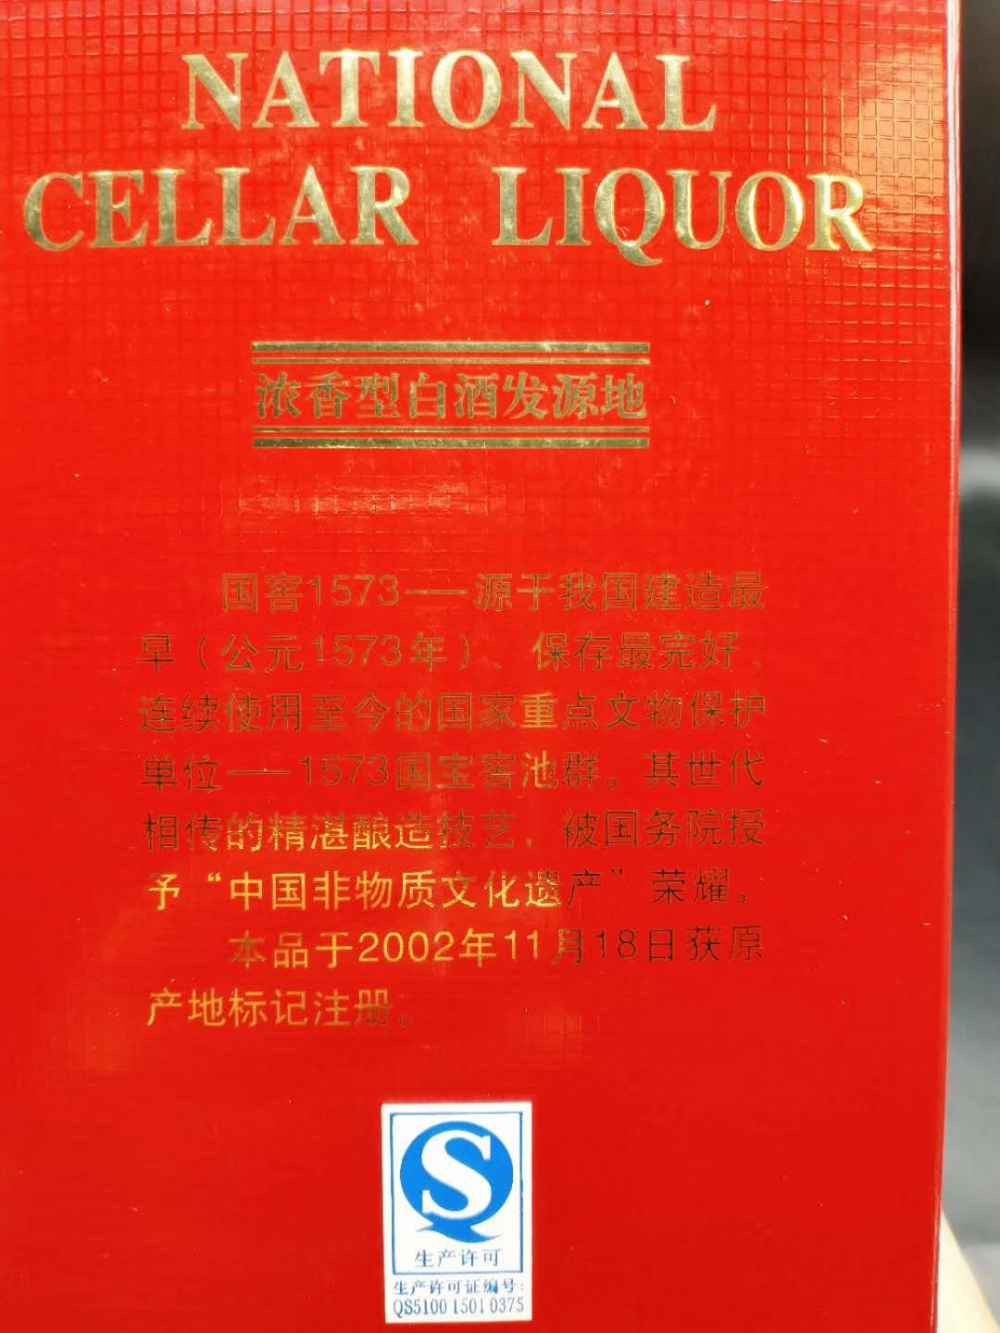 NATIONAL
CELLAR LIQUOR
浓香型白酒发源地
国窖1573——源于我国建造最
早（公元1573年）、保存最完好、
连续使用至今的国家重点文物保护
单位——1573国宝窖池群。其世代
相传的精湛酿造技艺，被国务院授
予“中国非物质文化遗产”荣耀。
本品于2002年11月18日获原
产地标记注册。
生产许可
生产许可证编号:
QS5100 1501 0375